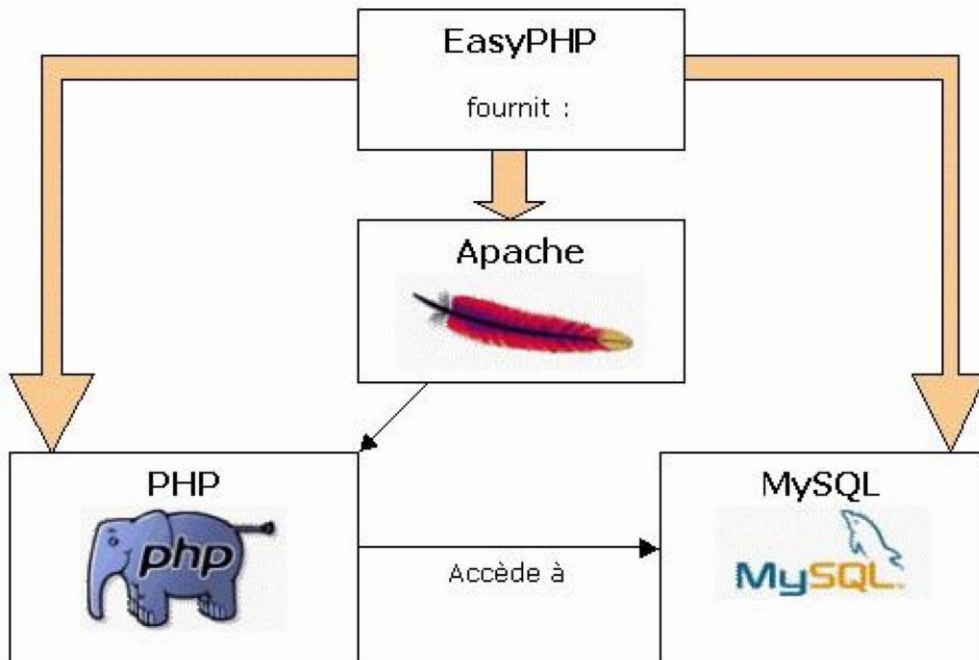 EasyPHP
fournit :
Apache
PHP
php
MySQL
MySQL
Accède à